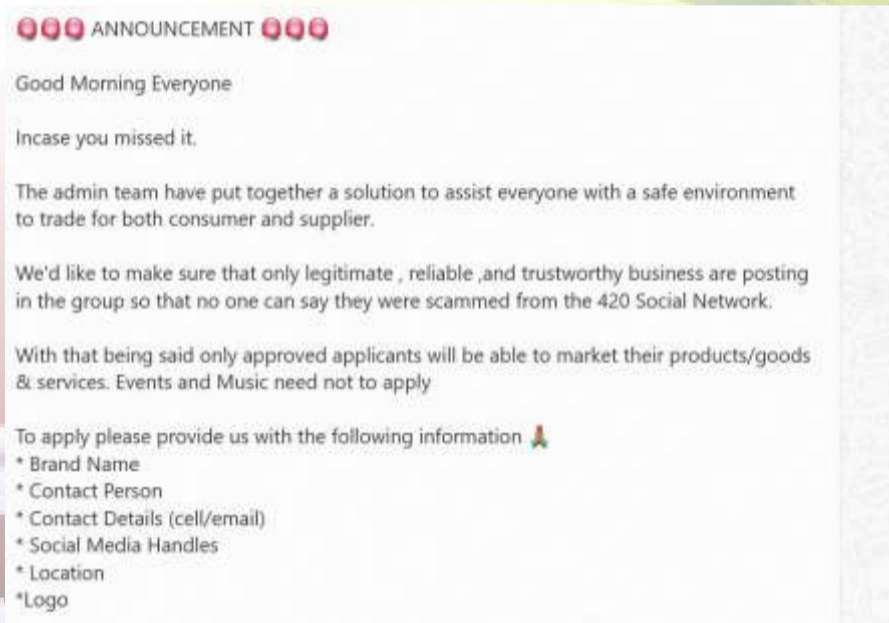 ANNOUNCEMENT
Good Morning Everyone
Incase you missed it.
The admin team have put together a solution to assist everyone with a safe environment
to trade for both consumer and supplier.
We'd like to make sure that only legitimate , reliable ,and trustworthy business are posting
in the group so that no one can say they were scammed from the 420 Social Network.
With that being said only approved applicants will be able to market their products/goods
& services. Events and Music need not to apply
To apply please provide us with the following information 🙏
* Brand Name
* Contact Person
* Contact Details (cell/email)
* Social Media Handles
* Location
*Logo